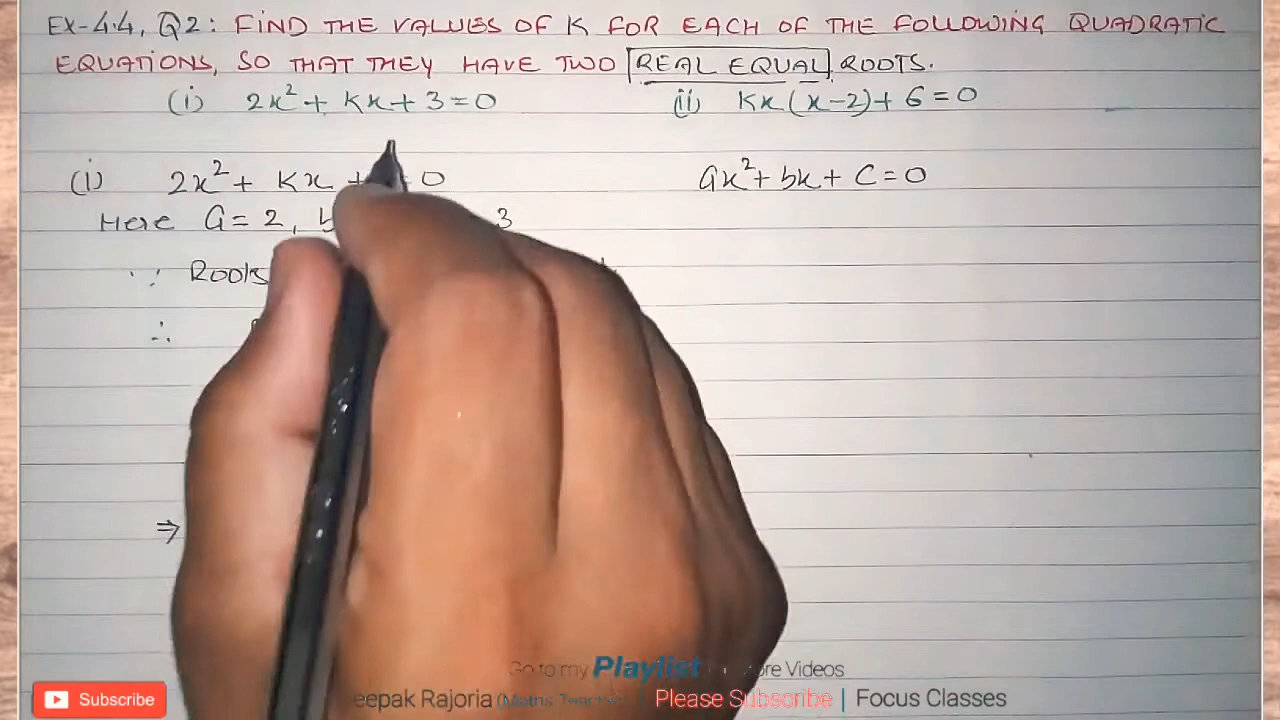 EX-4.4, Q2: FIND THE VALUES OF K FOR EACH OF THE FOLLOWING QUADRATIC
EQUATIONS, SO THAT THEY HAVE TWO REAL EQUAL ROOTS.
(i) 2x²+ Kx+3=0 (ii) Kx(x-2)+6=0
(i) 2x²+ Kx + 0 ax²+bx+C=0
Here a=2, 3
∵ Roots
∴
⇒
Go to my Playlist Videos
eepak Rajoria (Maths Teacher | Please Subscribe | Focus Classes
Subscribe